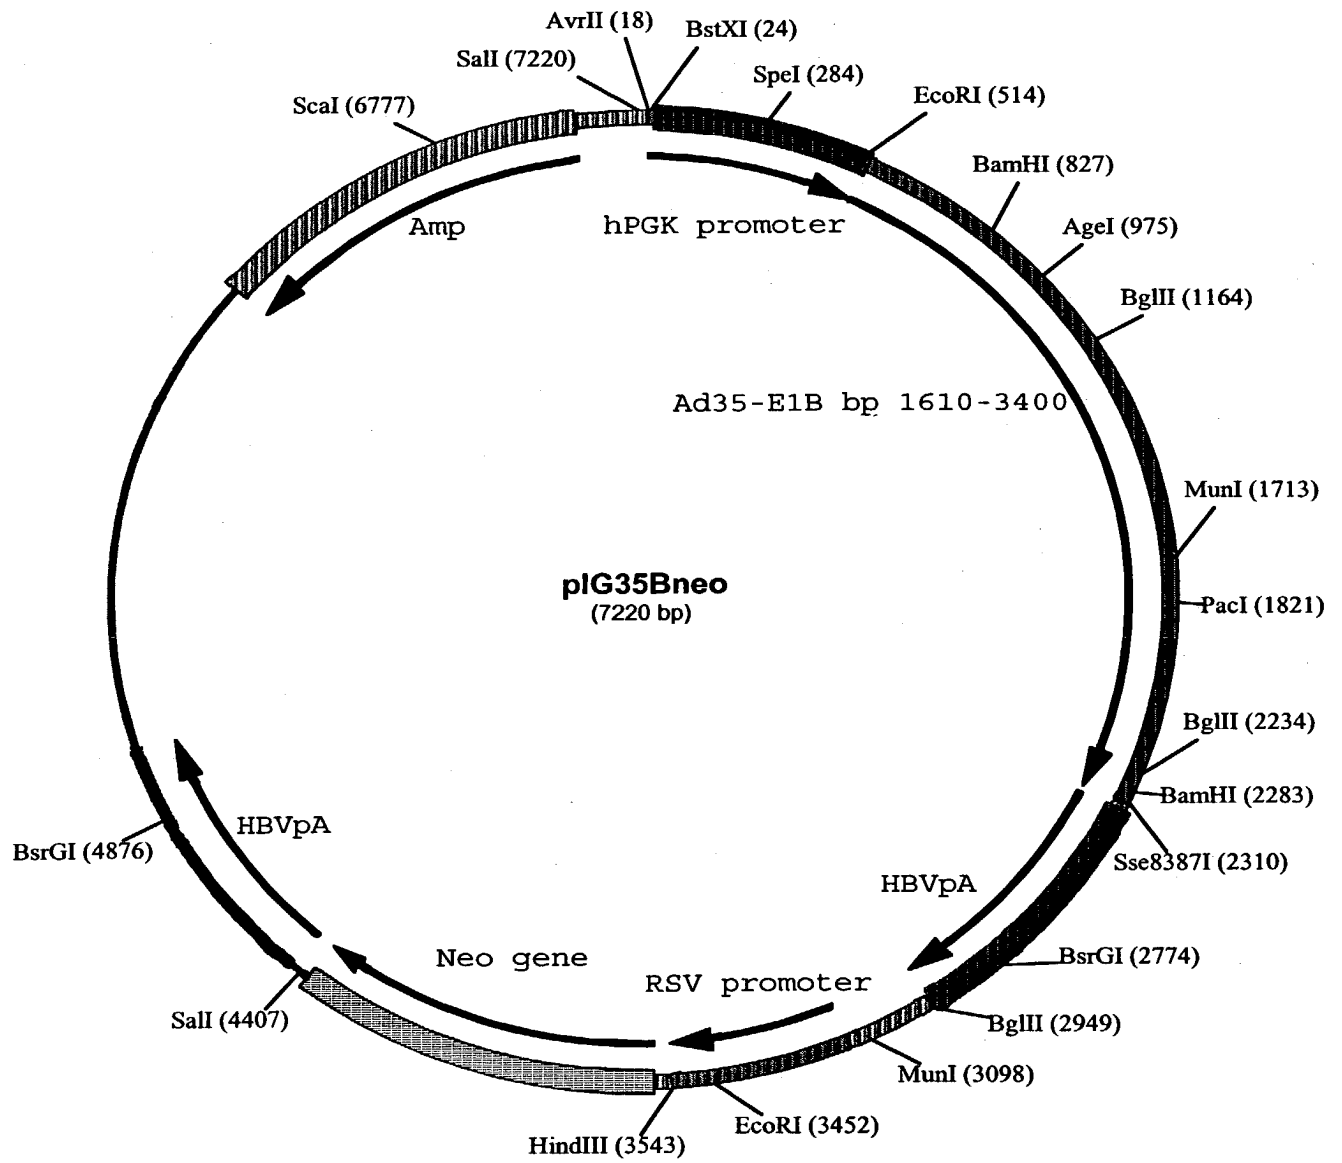 AvrII (18)
BstXI (24)
SalI (7220)
SpeI (284)
ScaI (6777)
EcoRI (514)
BamHI (827)
Amp
hPGK promoter
AgeI (975)
BglII (1164)
Ad35-E1B bp 1610-3400
MunI (1713)
pIG35Bneo
(7220 bp)
PacI (1821)
BglII (2234)
BamHI (2283)
HBVpA
BsrGI (4876)
Sse8387I (2310)
HBVpA
Neo gene
BsrGI (2774)
RSV promoter
SalI (4407)
BglII (2949)
MunI (3098)
EcoRI (3452)
HindIII (3543)